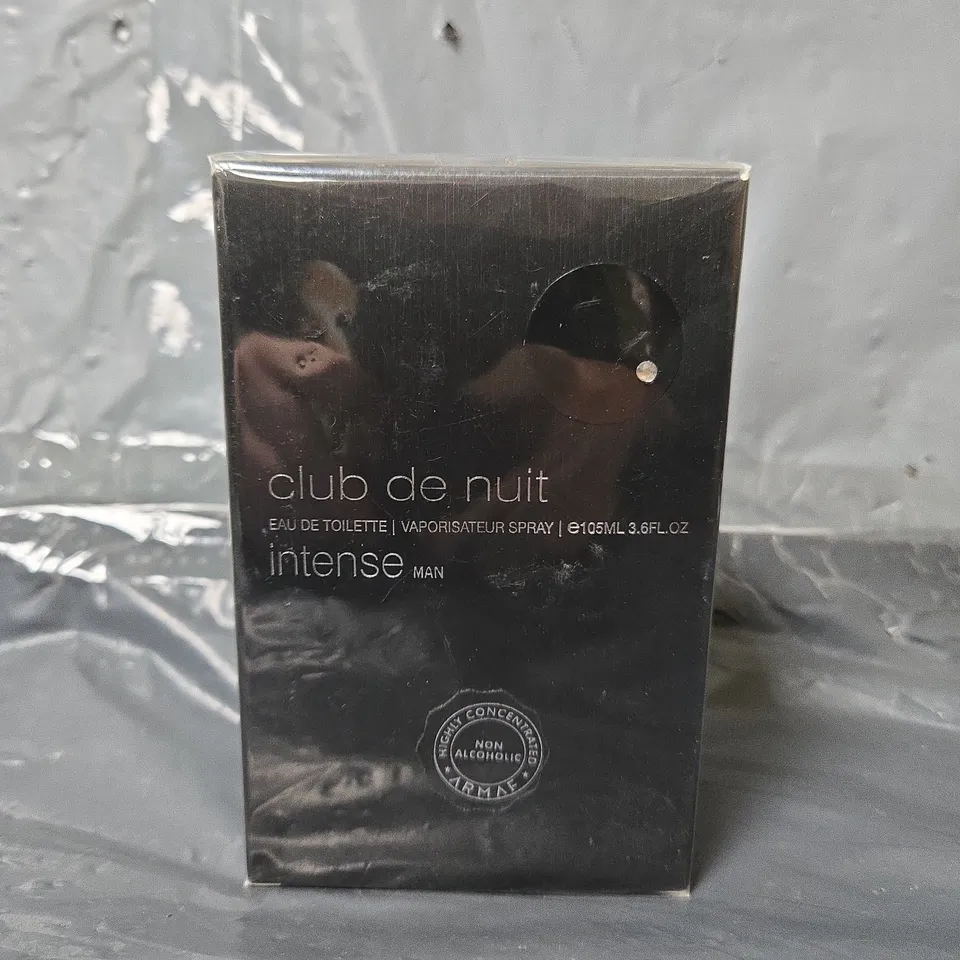 club de nuit
EAU DE TOILETTE | VAPORISATEUR SPRAY | ℮105ML 3.6FL.OZ
intense MAN
HIGHLY CONCENTRATED
NON
ALCOHOLIC
★ ARMAF ★